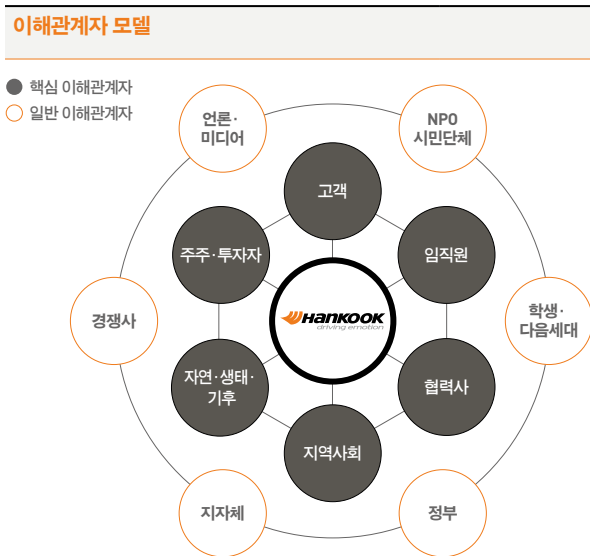 이해관계자 모델
핵심 이해관계자
일반 이해관계자
언론·
미디어
NPO
시민단체
고객
주주·투자자
임직원
경쟁사
HANKOOK
driving emotion
학생·
다음세대
자연·생태·
기후
협력사
지역사회
지자체
정부